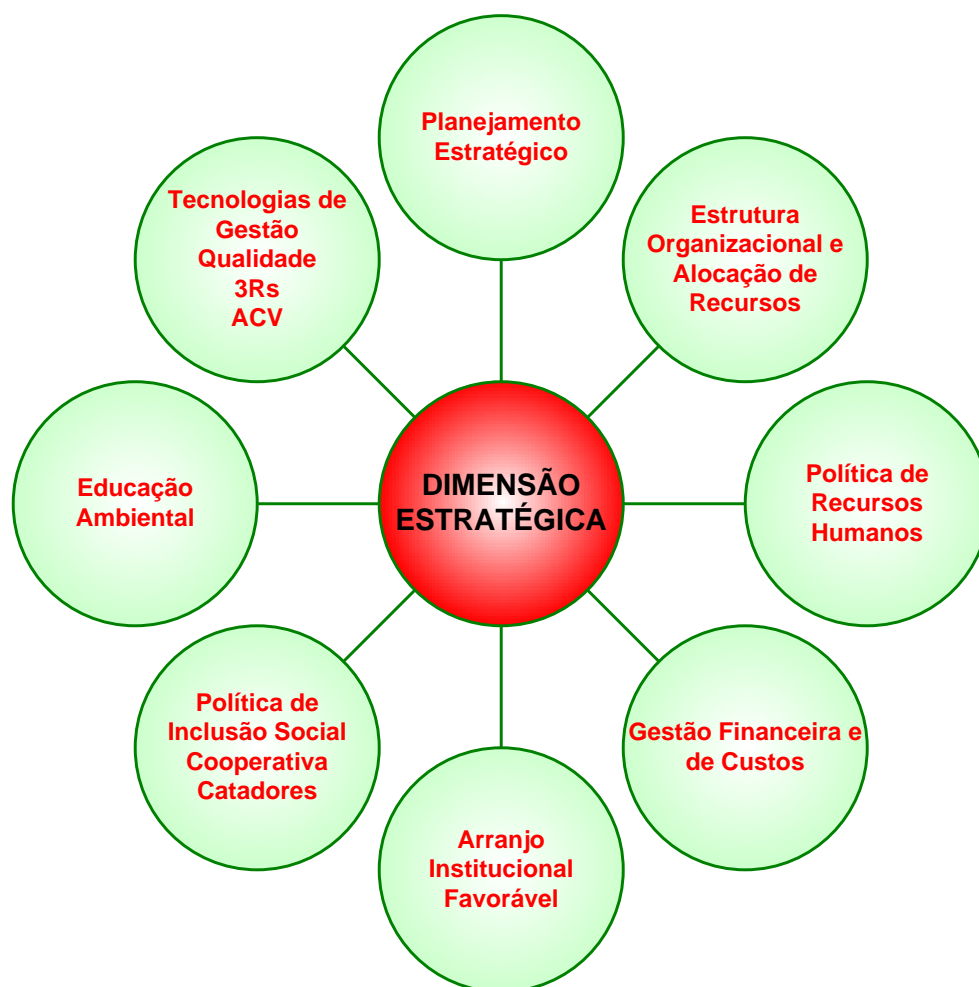 Planejamento
Estratégico
Tecnologias de
Gestão
Qualidade
3Rs
ACV
Estrutura
Organizacional e
Alocação de
Recursos
Educação
Ambiental
DIMENSÃO
ESTRATÉGICA
Política de
Recursos
Humanos
Política de
Inclusão Social
Cooperativa
Catadores
Gestão Financeira e
de Custos
Arranjo
Institucional
Favorável